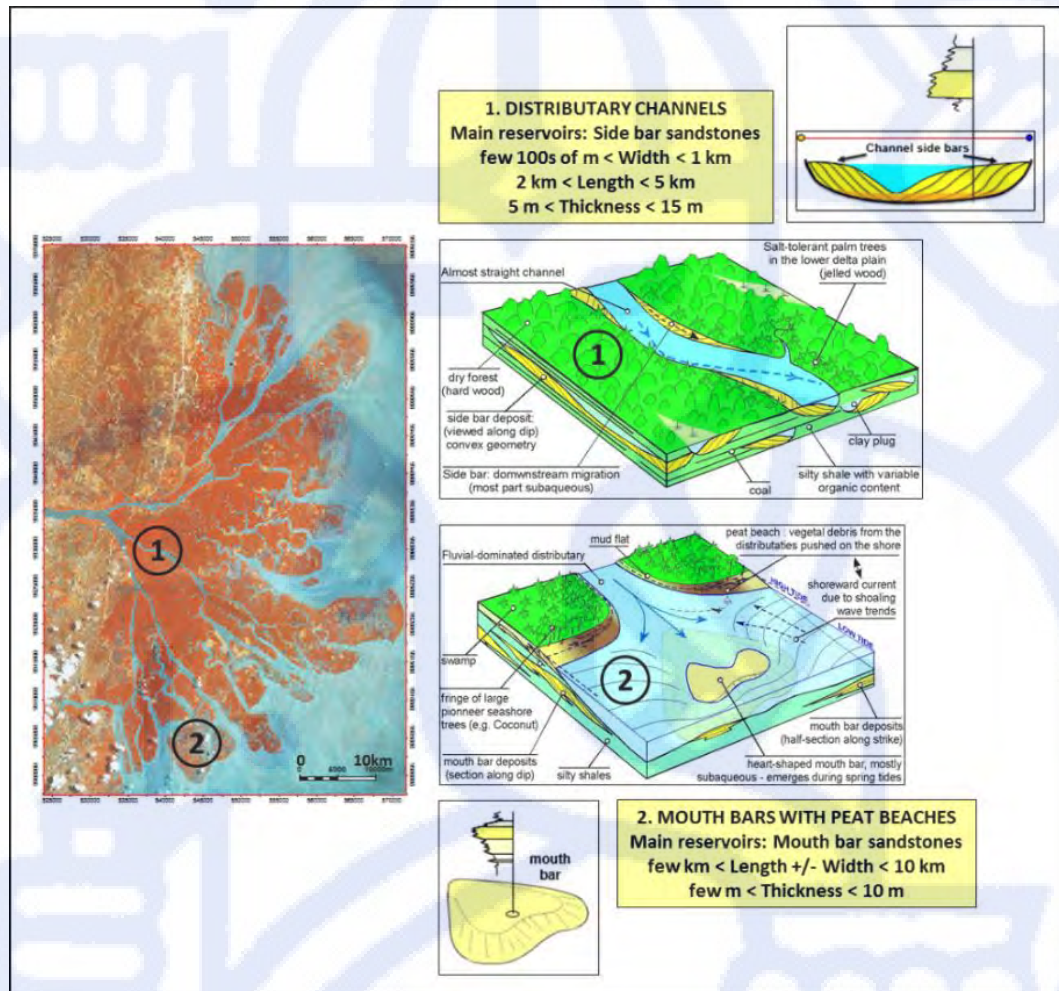 1. DISTRIBUTARY CHANNELS
Main reservoirs: Side bar sandstones
few 100s of m < Width < 1 km
2 km < Length < 5 km
5 m < Thickness < 15 m
Channel side bars
1
2
0
10km
Almost straight channel
Salt-tolerant palm trees
in the lower delta plain
(jelled wood)
1
dry forest
(hard wood)
side bar deposit:
(viewed along dip)
convex geometry
Side bar: domwnstream migration
(most part subaqueous)
coal
clay plug
silty shale with variable
organic content
Fluvial-dominated distributary
mud flat
peat beach : vegetal debris from the
distributaties pushed on the shore
shoreward current
due to shoaling
wave trends
HIGH TIDE
LOW TIDE
2
swamp
fringe of large
pionneer seashore
trees (e.g. Coconut)
mouth bar deposits
(section along dip)
silty shales
mouth bar deposits
(half-section along strike)
heart-shaped mouth bar, mostly
subaqueous - emerges during spring tides
mouth
bar
2. MOUTH BARS WITH PEAT BEACHES
Main reservoirs: Mouth bar sandstones
few km < Length +/- Width < 10 km
few m < Thickness < 10 m